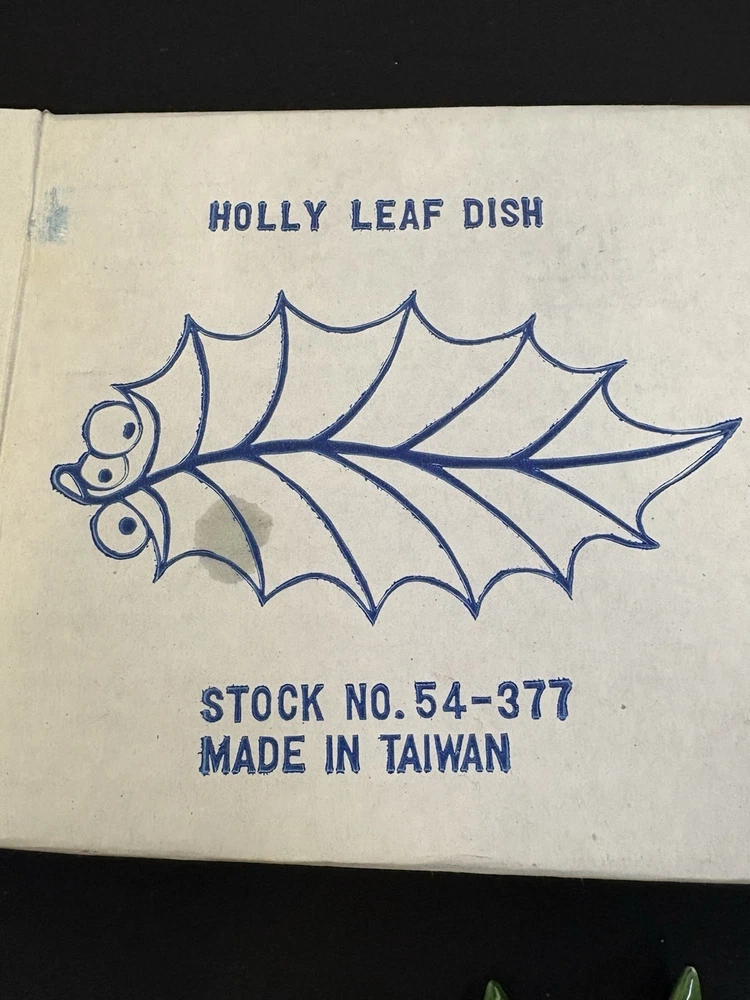 HOLLY LEAF DISH
STOCK NO. 54-377
MADE IN TAIWAN